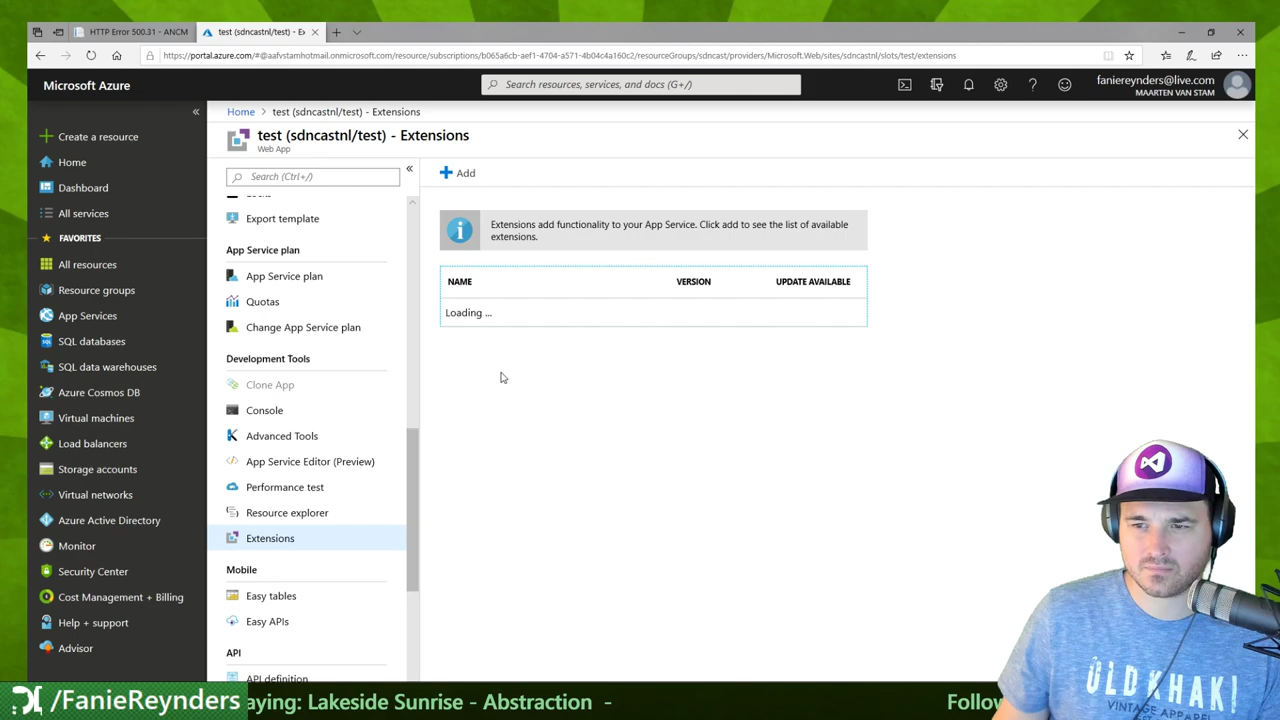 HTTP Error 500.31 - ANCM
test (sdncastnl/test) - Ex
https://portal.azure.com/#@aafvstamhotmail.onmicrosoft.com/resource/subscriptions/b065a6cb-aef1-4704-a571-4b04c4a160c2/resourceGroups/sdncast/providers/Microsoft.Web/sites/sdncastnl/slots/test/extensions
Microsoft Azure
Search resources, services, and docs (G+/)
faniereynders@live.com
MAARTEN VAN STAM
Home
test (sdncastnl/test) - Extensions
test (sdncastnl/test) - Extensions
Web App
Create a resource
Home
Dashboard
All services
FAVORITES
All resources
Resource groups
App Services
SQL databases
SQL data warehouses
Azure Cosmos DB
Virtual machines
Load balancers
Storage accounts
Virtual networks
Azure Active Directory
Monitor
Security Center
Cost Management + Billing
Help + support
Advisor
Search (Ctrl+/)
Export template
App Service plan
App Service plan
Quotas
Change App Service plan
Development Tools
Clone App
Console
Advanced Tools
App Service Editor (Preview)
Performance test
Resource explorer
Extensions
Mobile
Easy tables
Easy APIs
API
API definition
Add
Extensions add functionality to your App Service. Click add to see the list of available
extensions.
NAME VERSION UPDATE AVAILABLE
Loading ...
OLD KHAKI
VINTAGE APPAREL
/FanieReynders
aying: Lakeside Sunrise - Abstraction -
Follow